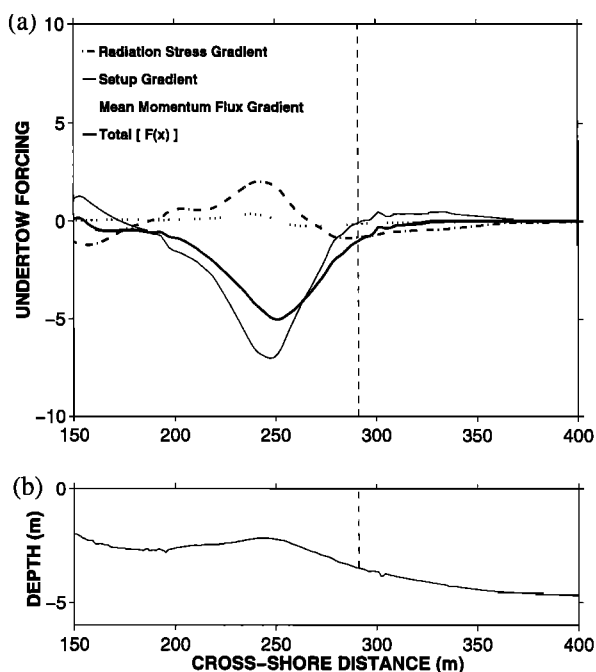 (a)
10
5
0
-5
-10
UNDERTOW FORCING
Radiation Stress Gradient
Setup Gradient
Mean Momentum Flux Gradient
Total [ F(x) ]
150 200 250 300 350 400
(b)
0
-5
DEPTH (m)
150 200 250 300 350 400
CROSS-SHORE DISTANCE (m)